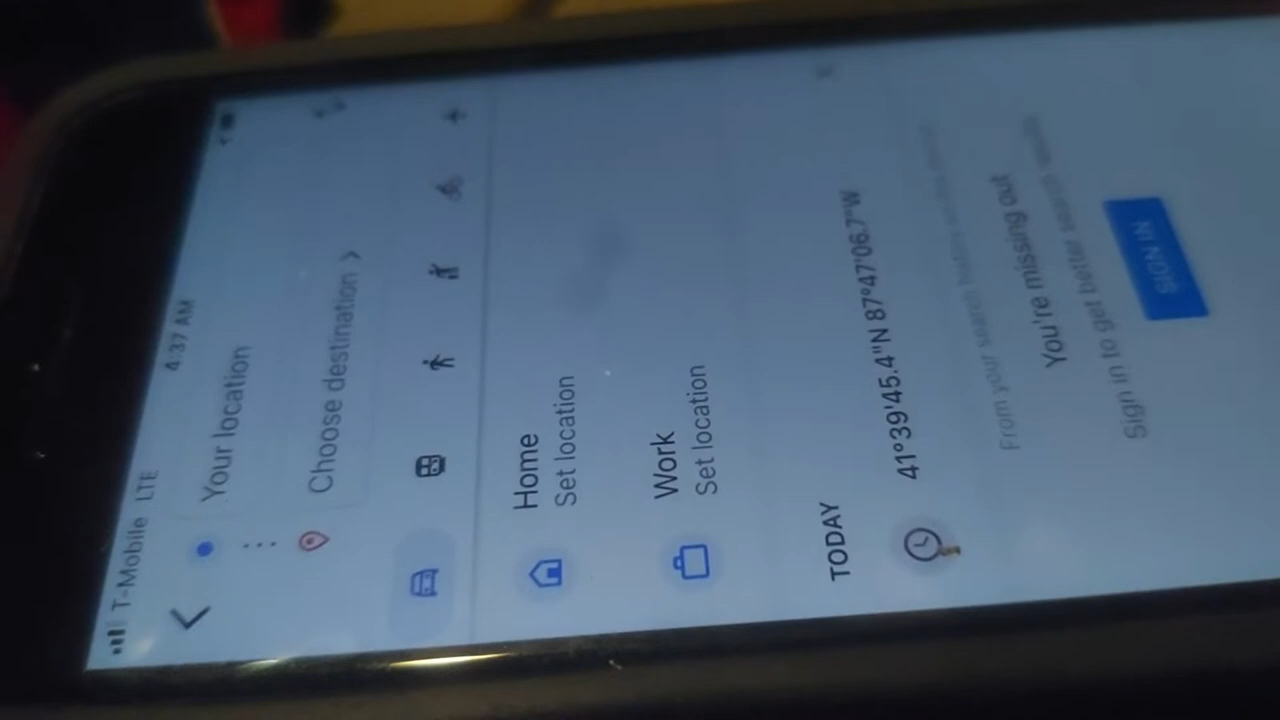 T-Mobile LTE 4:37 AM
Your location
Choose destination
Home
Set location
Work
Set location
TODAY
41°39'45.4"N 87°47'06.7"W
From your search history
You're missing out
Sign in to get better search
SIGN IN